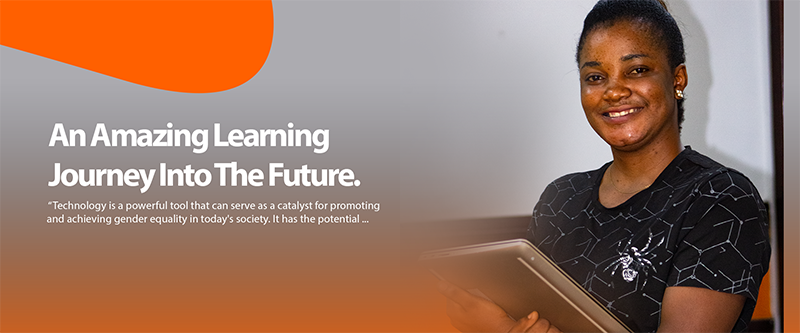 An Amazing Learning
Journey Into The Future.
“Technology is a powerful tool that can serve as a catalyst for promoting
and achieving gender equality in today's society. It has the potential ...